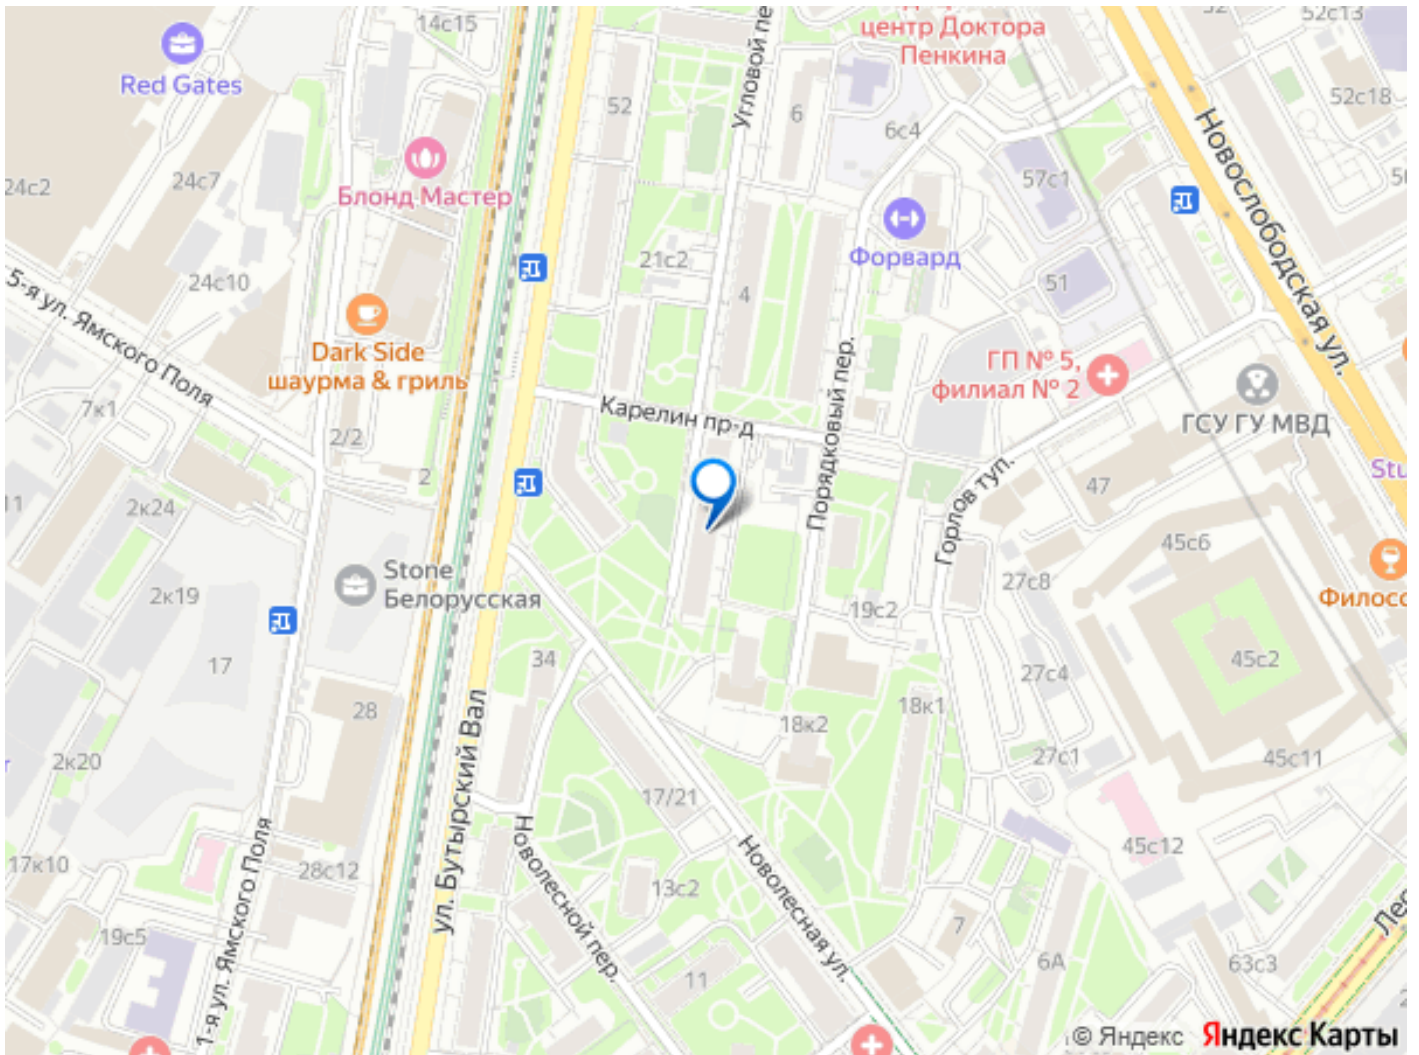 14с15
52с13
центр Доктора
Пенкина
Red Gates
52
Угловой пе
6
6с4
52с18
Новослободская ул.
24с2
24с7
Блонд Мастер
57с1
Форвард
21с2
24с10
4
51
5-я ул. Ямского Поля
Dark Side
шаурма & гриль
ГП № 5,
филиал № 2
ГСУ ГУ МВД
7к1
Карелин пр-д
Порядковый пер.
2/2
2
Горлов туп.
47
Stu
11
2к24
45с6
Stone
Белорусская
2к19
27с8
19с2
Филосо
17
34
27с4
45с2
28
18к2
18к1
ул. Бутырский Вал
2к20
27с1
45с11
17/21
1-я ул. Ямского Поля
Новолесной пер.
Новолесная ул.
17к10
28с12
13с2
45с12
19с5
7
Лес
11
6А
63с3
© Яндекс Яндекс Карты